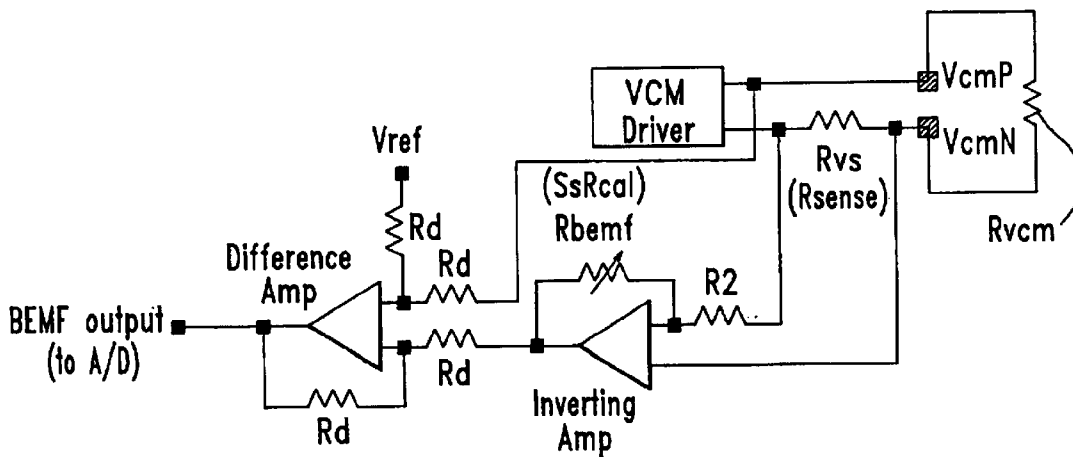 VCM
Driver
VcmP
VcmN
Rvs
(Rsense)
Rvcm
Vref
Rd
(SsRcal)
Rbemf
Rd
R2
Difference
Amp
BEMF output
(to A/D)
Rd
Rd
Inverting
Amp